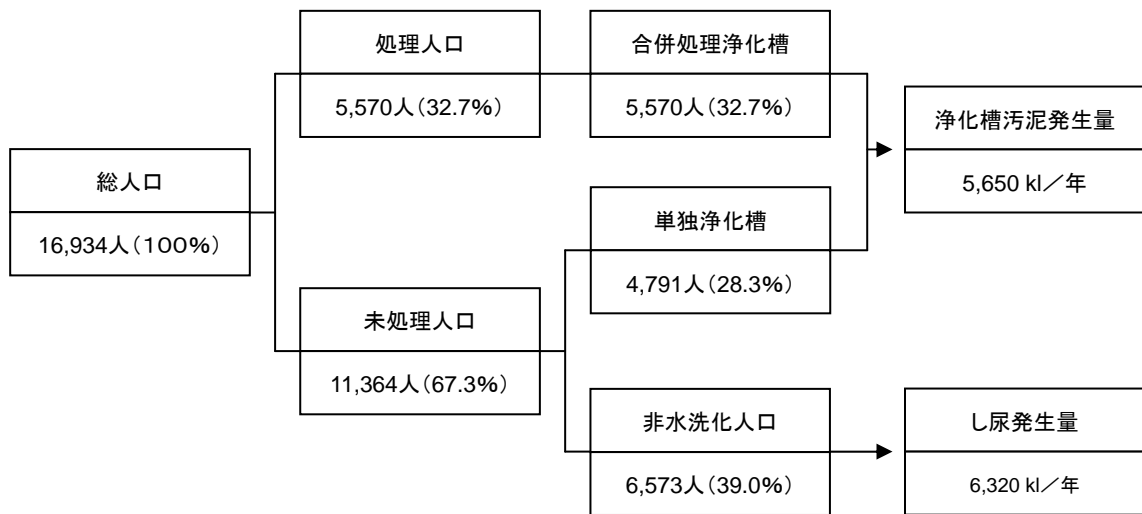 処理人口
5,570人（32.7%）
合併処理浄化槽
5,570人（32.7%）
浄化槽汚泥発生量
5,650 kl／年
総人口
16,934人（１００%）
単独浄化槽
4,791人（28.3%）
未処理人口
11,364人（67.3%）
非水洗化人口
6,573人（39.0%）
し尿発生量
6,320 kl／年